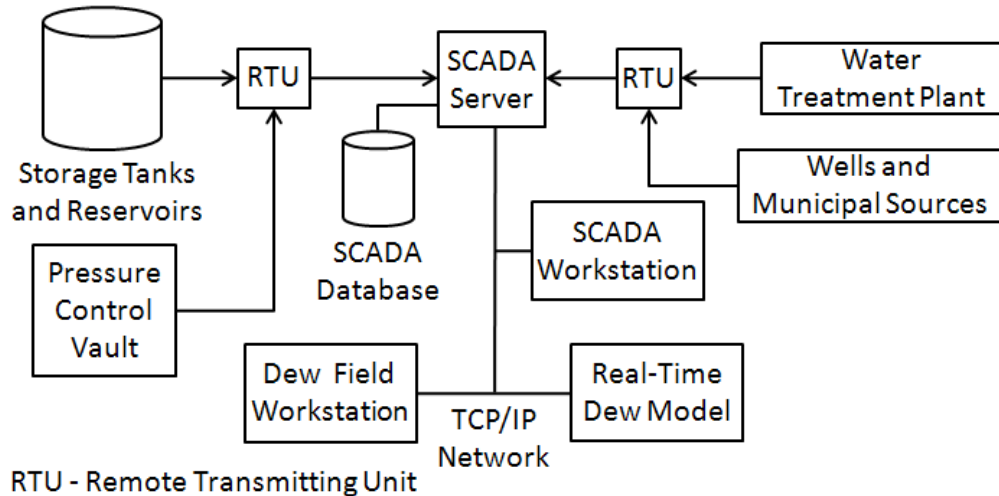 Storage Tanks
and Reservoirs
RTU
SCADA
Server
RTU
Water
Treatment Plant
Wells and
Municipal Sources
SCADA
Database
SCADA
Workstation
Pressure
Control
Vault
Dew Field
Workstation
TCP/IP
Network
Real-Time
Dew Model
RTU - Remote Transmitting Unit